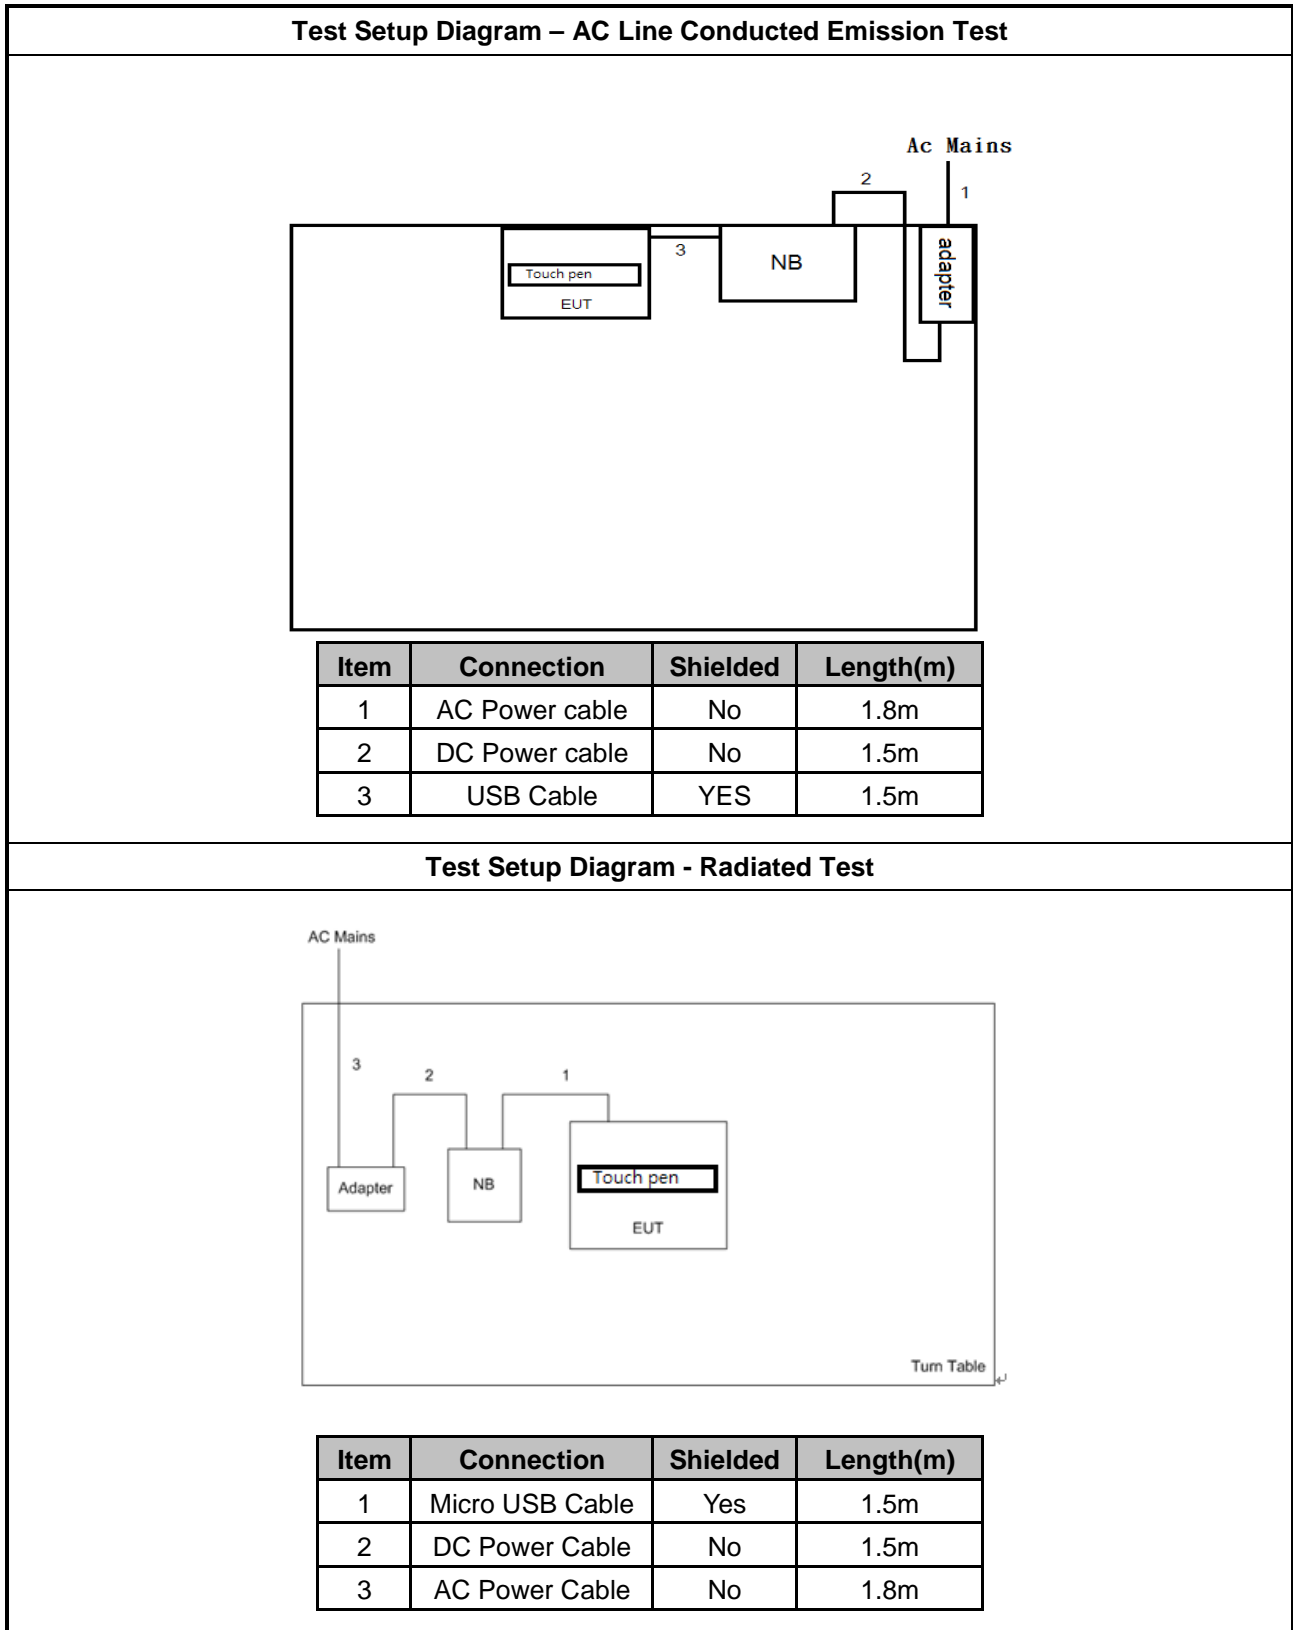 Test Setup Diagram – AC Line Conducted Emission Test
Ac Mains
2
1
3
NB
adapter
Touch pen
EUT
Item Connection Shielded Length(m)
1 AC Power cable No 1.8m
2 DC Power cable No 1.5m
3 USB Cable YES 1.5m
Test Setup Diagram - Radiated Test
AC Mains
3
2
1
Adapter
NB
Touch pen
EUT
Turn Table
Item Connection Shielded Length(m)
1 Micro USB Cable Yes 1.5m
2 DC Power Cable No 1.5m
3 AC Power Cable No 1.8m